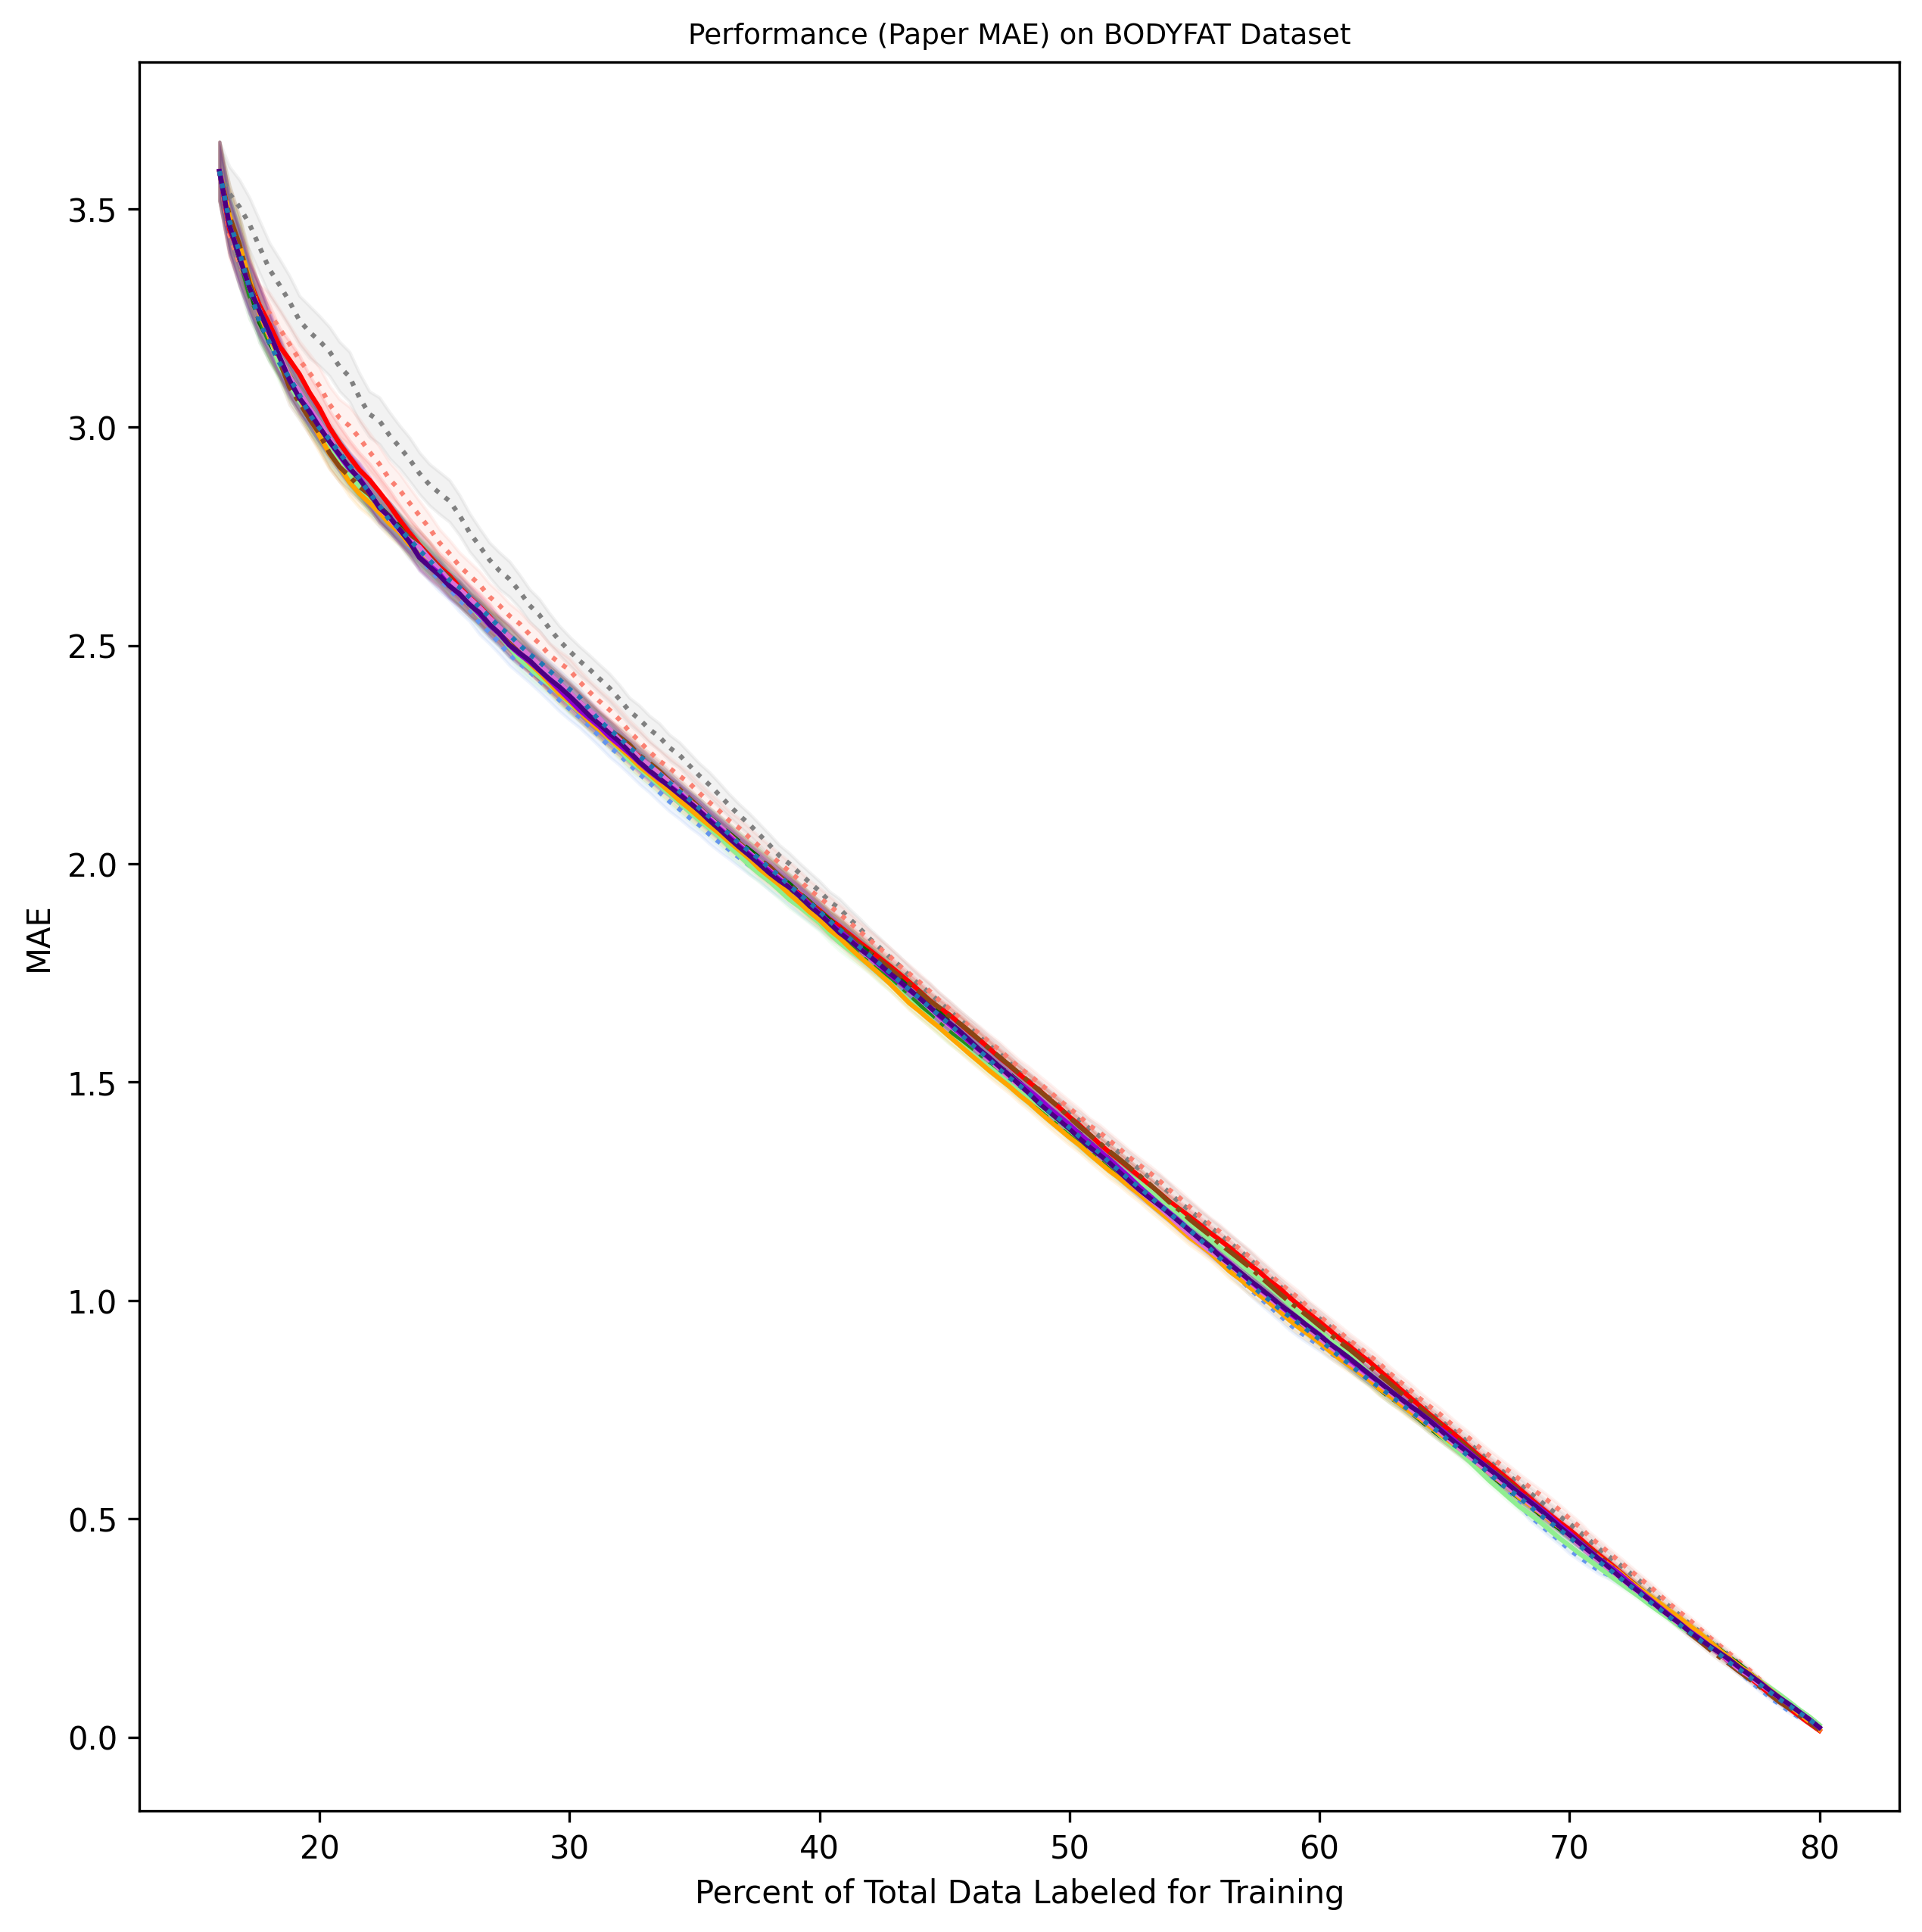 Performance (Paper MAE) on BODYFAT Dataset
3.5
3.0
2.5
2.0
1.5
1.0
0.5
0.0
MAE
20 30 40 50 60 70 80
Percent of Total Data Labeled for Training